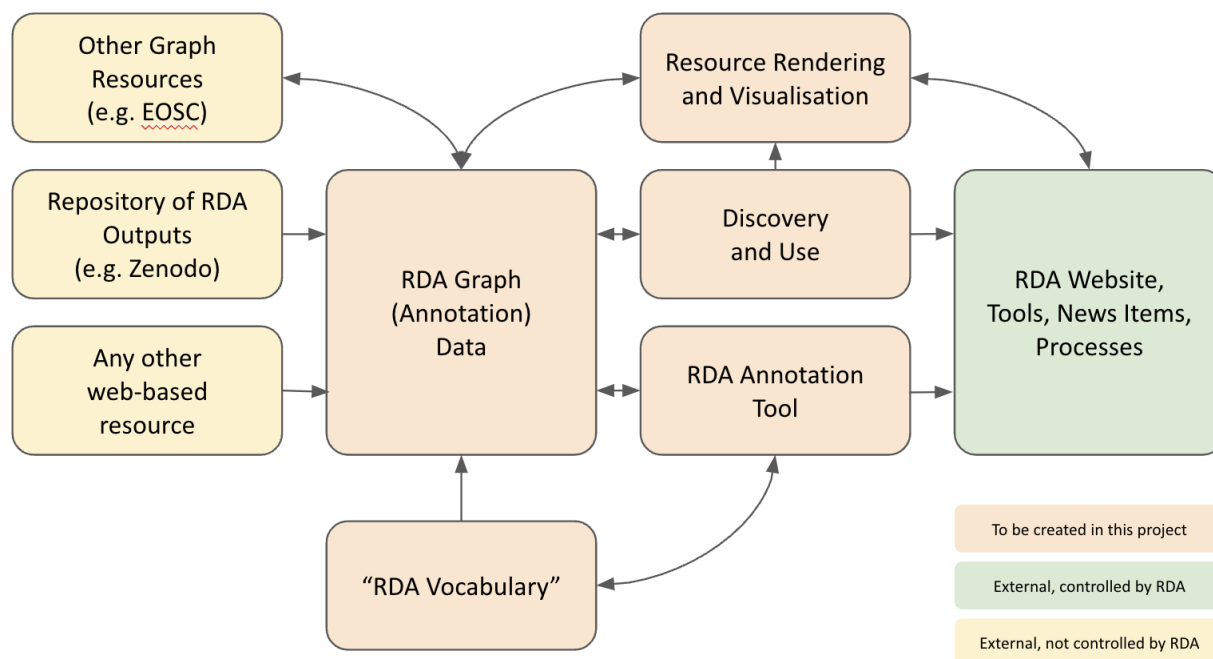 Other Graph
Resources
(e.g. EOSC)
Resource Rendering
and Visualisation
Repository of RDA
Outputs
(e.g. Zenodo)
RDA Graph
(Annotation)
Data
Discovery
and Use
RDA Website,
Tools, News Items,
Processes
Any other
web-based
resource
RDA Annotation
Tool
“RDA Vocabulary”
To be created in this project
External, controlled by RDA
External, not controlled by RDA